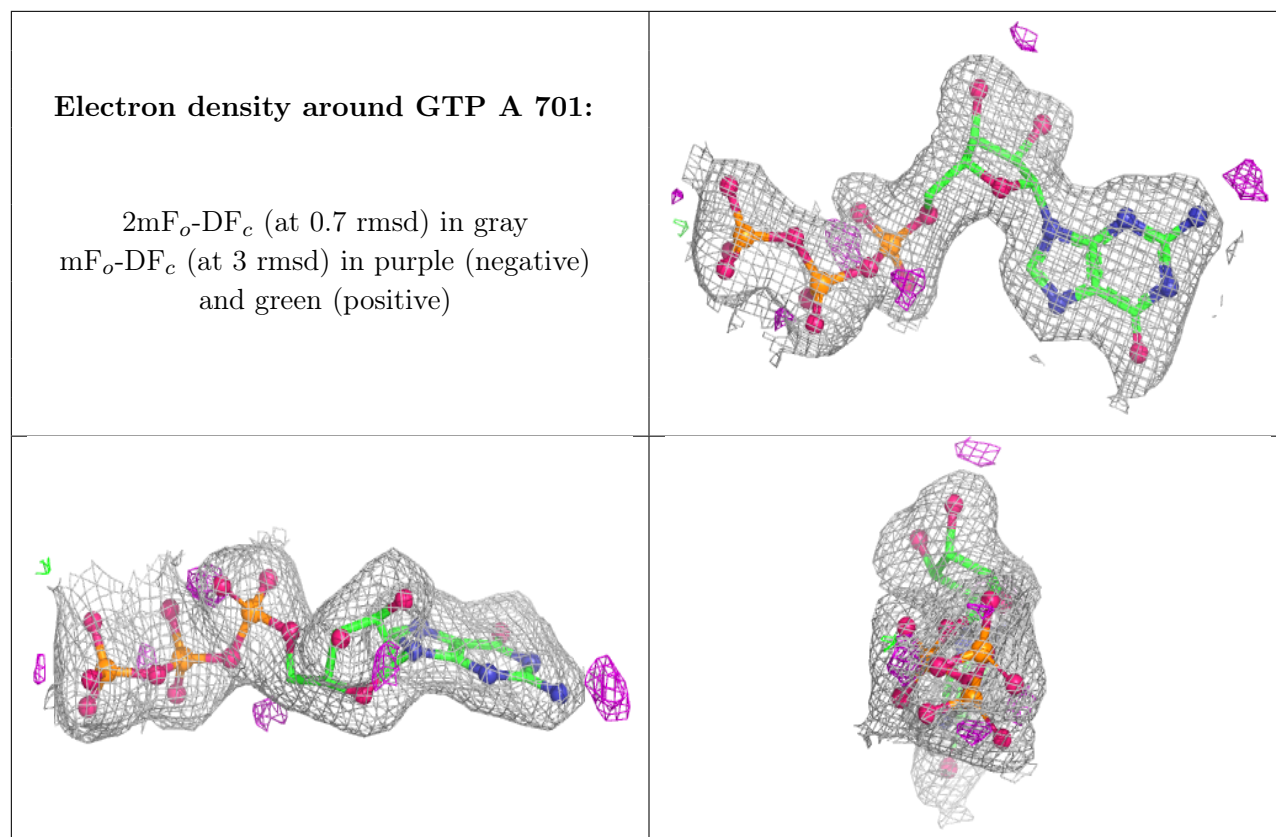 Electron density around GTP A 701:
2mFₒ-DF𝒸 (at 0.7 rmsd) in gray
mFₒ-DF𝒸 (at 3 rmsd) in purple (negative)
and green (positive)